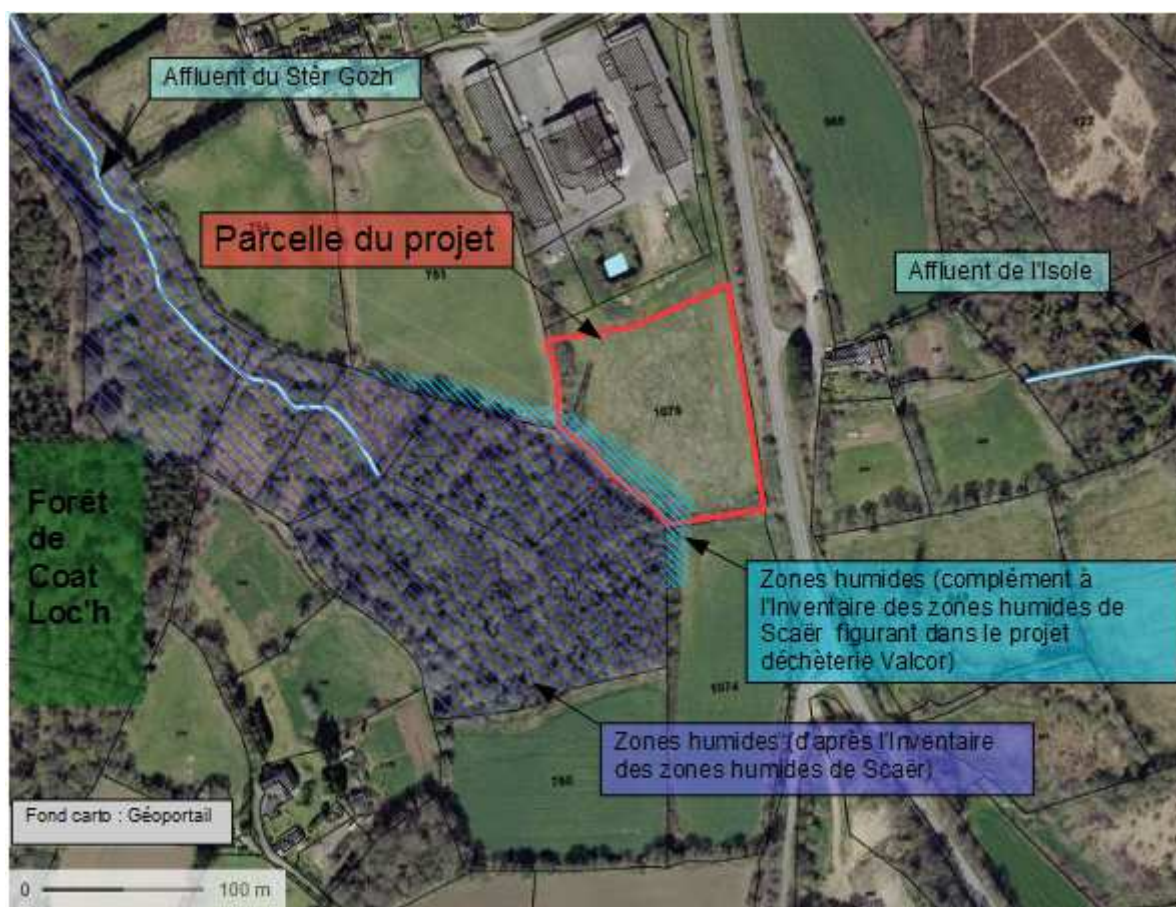 Affluent du Stêr Gozh
Parcelle du projet
Affluent de l'Isole
1076
Zones humides (complément à
l'Inventaire des zones humides de
Scaër figurant dans le projet
déchèterie Valcor)
Forêt
de
Coat
Loc'h
1074
Zones humides (d'après l'Inventaire
des zones humides de Scaër)
Fond carto : Géoportail
0
100 m